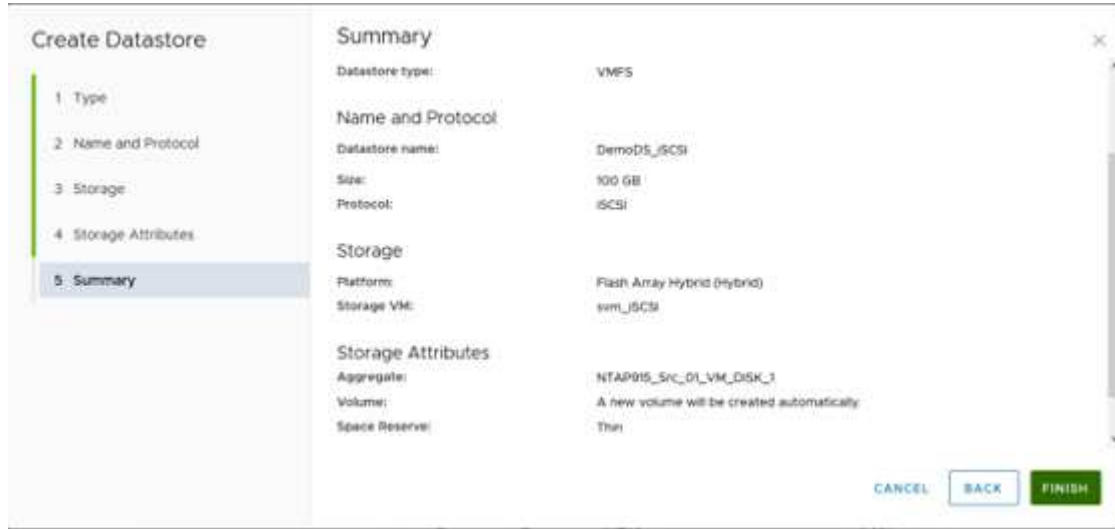 Create Datastore
1 Type
2 Name and Protocol
3 Storage
4 Storage Attributes
5 Summary
Summary
Datastore type: VMFS
Name and Protocol
Datastore name: DemoDS_iSCSI
Size: 100 GB
Protocol: iSCSI
Storage
Platform: Flash Array Hybrid (Hybrid)
Storage VM: svm_iSCSI
Storage Attributes
Aggregate: NTAP915_Src_01_VM_DISK_1
Volume: A new volume will be created automatically.
Space Reserve: Thin
CANCEL BACK FINISH